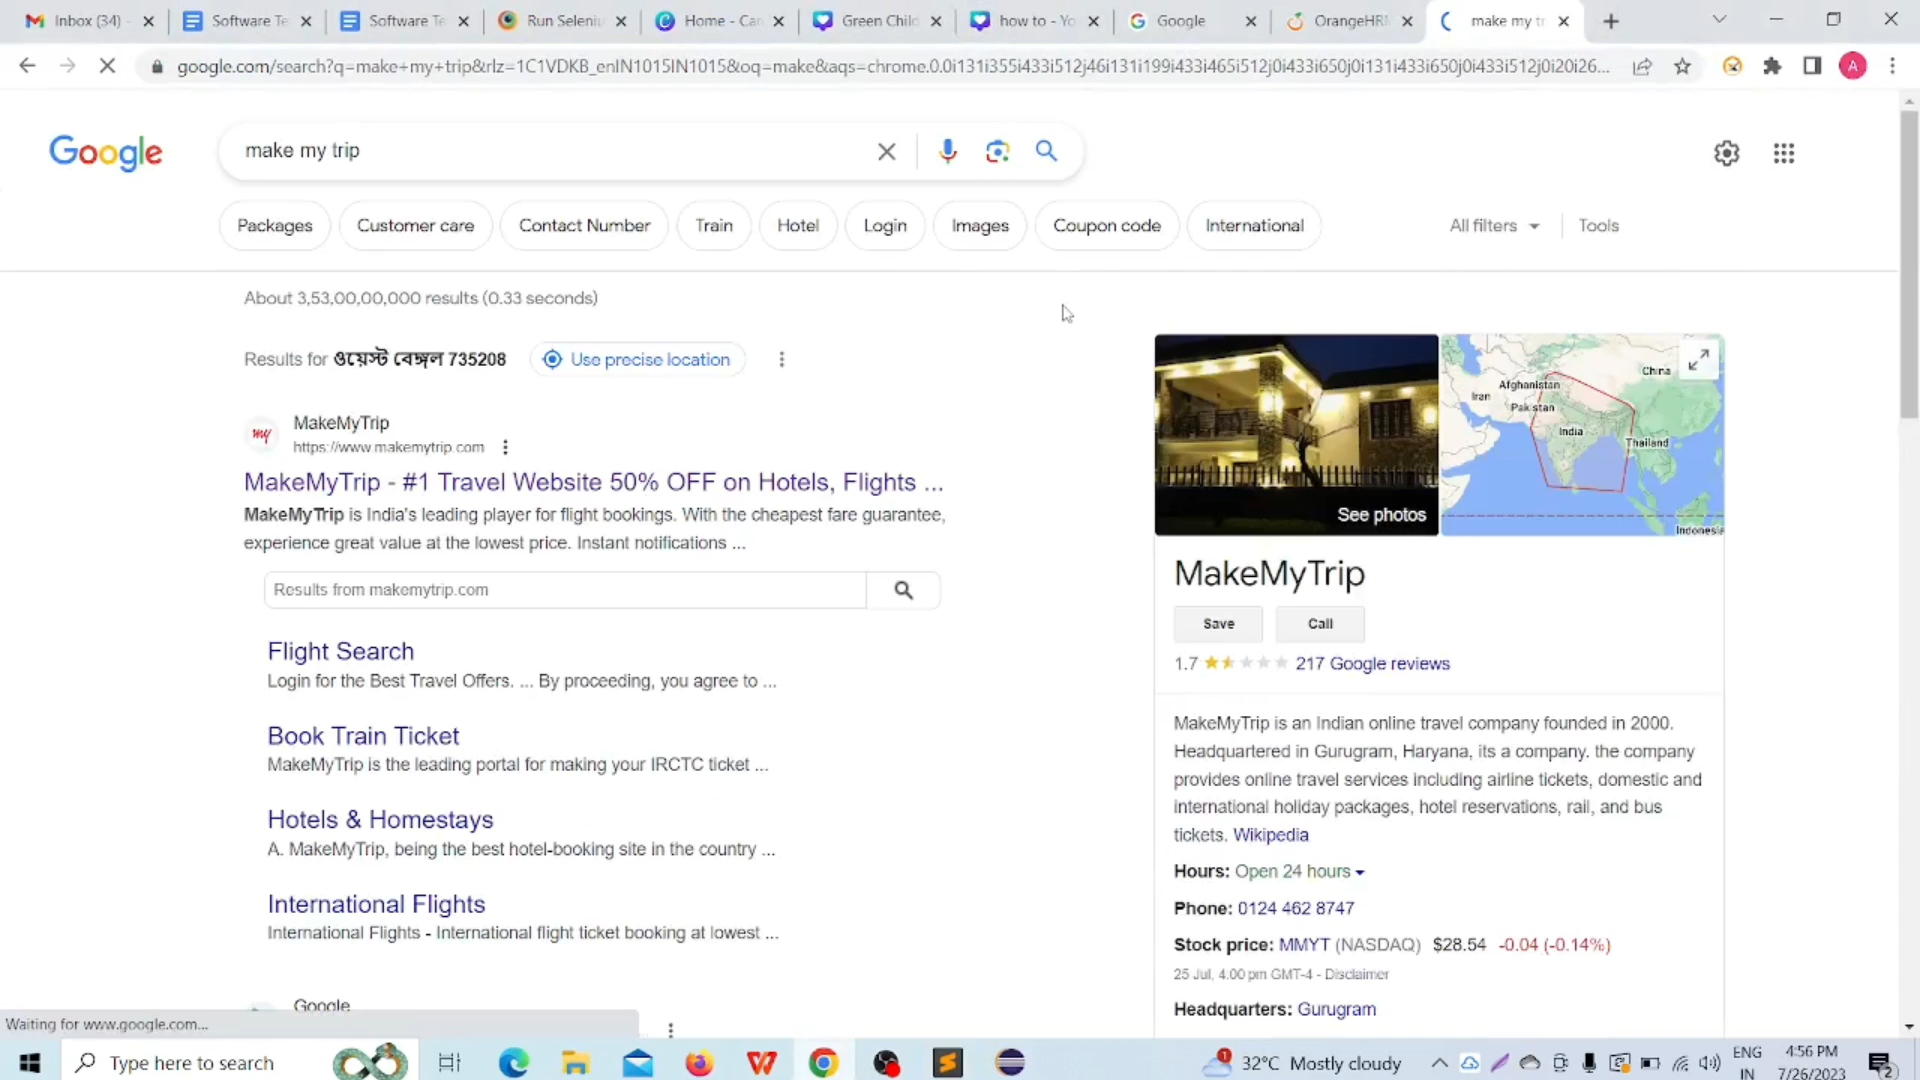 Inbox (34) -
Software Te
Software Te
Run Seleniu
Home - Can
Green Child
how to - Yo
Google
OrangeHRM
make my tr
google.com/search?q=make+my+trip&rlz=1C1VDKB_enIN1015IN1015&oq=make&aqs=chrome.0.0i131i355i433i512j46i131i199i433i465i512j0i433i650j0i131i433i650j0i433i512j0i20i26...
A
Google
make my trip
Packages
Customer care
Contact Number
Train
Hotel
Login
Images
Coupon code
International
All filters
Tools
About 3,53,00,00,000 results (0.33 seconds)
Results for ওয়েস্ট বেঙ্গল 735208
Use precise location
my
MakeMyTrip
https://www.makemytrip.com
MakeMyTrip - #1 Travel Website 50% OFF on Hotels, Flights ...
MakeMyTrip is India's leading player for flight bookings. With the cheapest fare guarantee,
experience great value at the lowest price. Instant notifications ...
Results from makemytrip.com
Flight Search
Login for the Best Travel Offers. ... By proceeding, you agree to ...
Book Train Ticket
MakeMyTrip is the leading portal for making your IRCTC ticket ...
Hotels & Homestays
A. MakeMyTrip, being the best hotel-booking site in the country ...
International Flights
International Flights - International flight ticket booking at lowest ...
Google
Waiting for www.google.com...
See photos
Afghanistan
China
Iran
Pakistan
India
Thailand
Indonesia
MakeMyTrip
Save
Call
1.7
217 Google reviews
MakeMyTrip is an Indian online travel company founded in 2000.
Headquartered in Gurugram, Haryana, its a company. the company
provides online travel services including airline tickets, domestic and
international holiday packages, hotel reservations, rail, and bus
tickets. Wikipedia
Hours: Open 24 hours
Phone: 0124 462 8747
Stock price: MMYT (NASDAQ) $28.54 -0.04 (-0.14%)
25 Jul, 4:00 pm GMT-4 - Disclaimer
Headquarters: Gurugram
Type here to search
1
32°C Mostly cloudy
ENG
IN
4:56 PM
7/26/2023
2